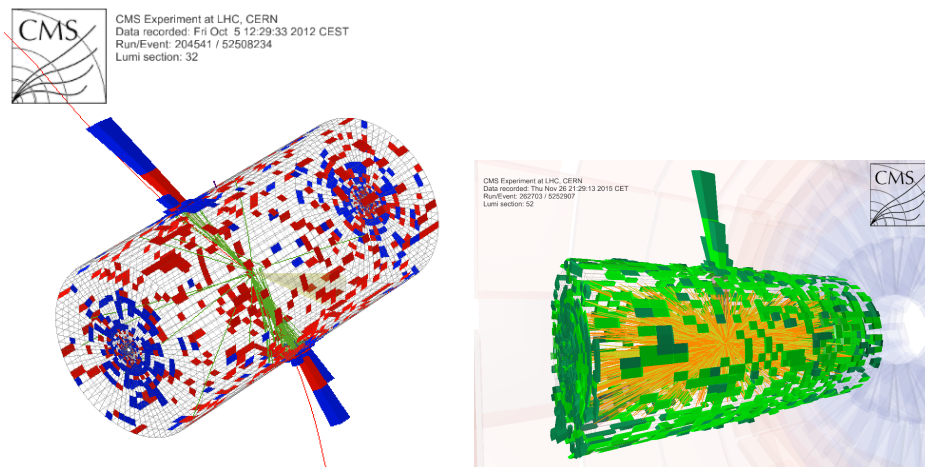 CMS
CMS Experiment at LHC, CERN
Data recorded: Fri Oct 5 12:29:33 2012 CEST
Run/Event: 204541 / 52508234
Lumi section: 32
CMS Experiment at LHC, CERN
Data recorded: Thu Nov 26 21:29:13 2015 CET
Run/Event: 262703 / 5252907
Lumi section: 52
CMS